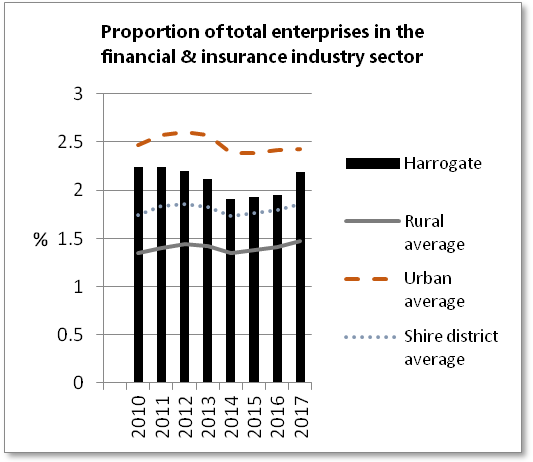 Proportion of total enterprises in the
financial & insurance industry sector
3
2.5
2
1.5
1
0.5
0
%
2010
2011
2012
2013
2014
2015
2016
2017
Harrogate
Rural
average
Urban
average
Shire district
average